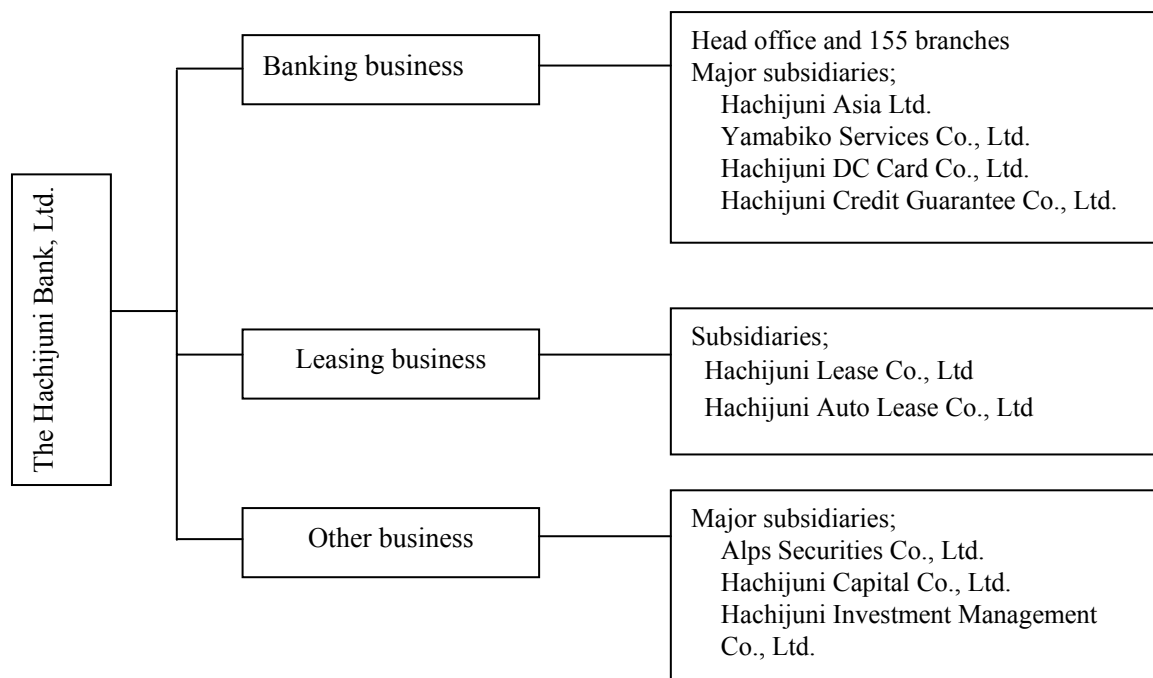 The Hachijuni Bank, Ltd.
Banking business
Head office and 155 branches
Major subsidiaries;
Hachijuni Asia Ltd.
Yamabiko Services Co., Ltd.
Hachijuni DC Card Co., Ltd.
Hachijuni Credit Guarantee Co., Ltd.
Leasing business
Subsidiaries;
Hachijuni Lease Co., Ltd
Hachijuni Auto Lease Co., Ltd
Other business
Major subsidiaries;
Alps Securities Co., Ltd.
Hachijuni Capital Co., Ltd.
Hachijuni Investment Management
Co., Ltd.